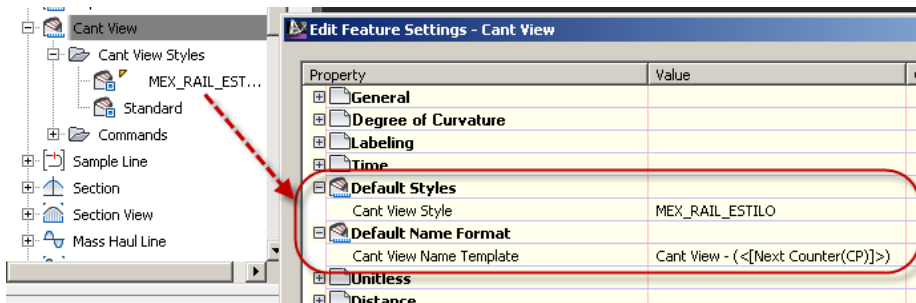 Cant View
Cant View Styles
MEX_RAIL_EST...
Standard
Commands
Sample Line
Section
Section View
Mass Haul Line
Edit Feature Settings - Cant View
Property Value
General
Degree of Curvature
Labeling
Time
Default Styles
Cant View Style MEX_RAIL_ESTILO
Default Name Format
Cant View Name Template Cant View - (<[Next Counter(CP)]>)
Unitless
Distance